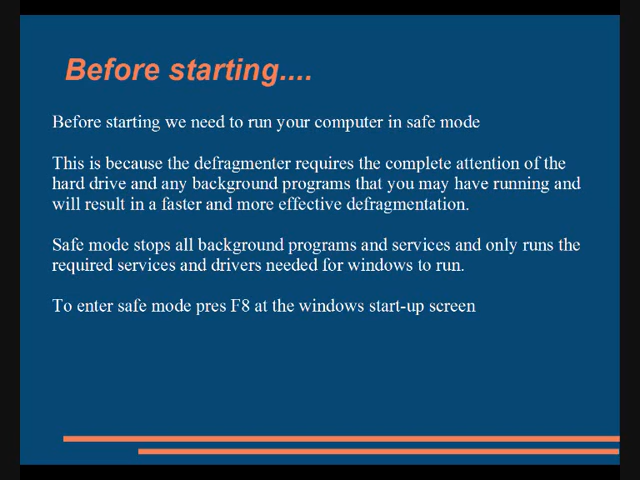 Before starting....
Before starting we need to run your computer in safe mode
This is because the defragmenter requires the complete attention of the
hard drive and any background programs that you may have running and
will result in a faster and more effective defragmentation.
Safe mode stops all background programs and services and only runs the
required services and drivers needed for windows to run.
To enter safe mode pres F8 at the windows start-up screen